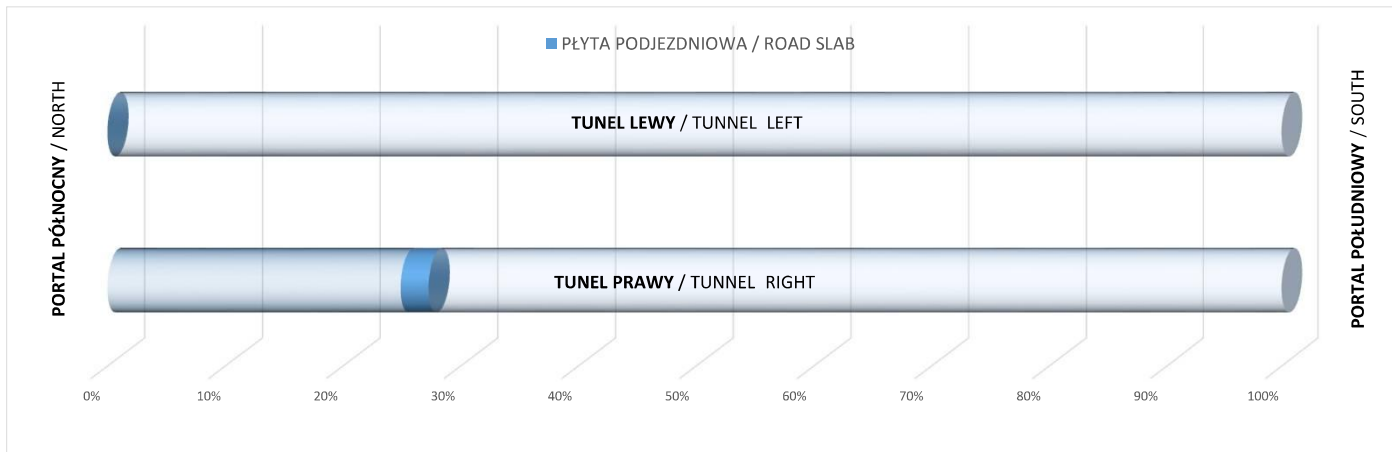 PŁYTA PODJEZDNIOWA / ROAD SLAB
PORTAL PÓŁNOCNY / NORTH
TUNEL LEWY / TUNNEL LEFT
TUNEL PRAWY / TUNNEL RIGHT
PORTAL POŁUDNIOWY / SOUTH
0% 10% 20% 30% 40% 50% 60% 70% 80% 90% 100%